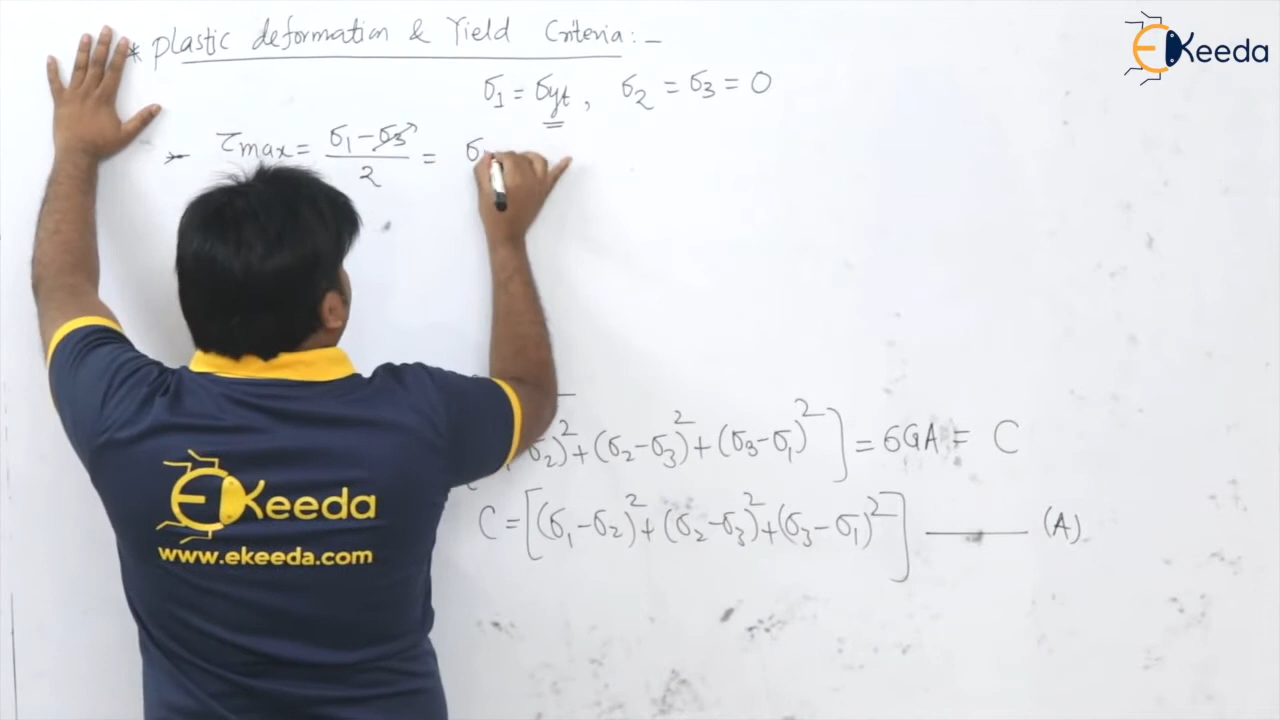 * Plastic deformation & Yield Criteria:-
σ1 = σyt, σ2 = σ3 = 0
τmax = σ1-σ3/2 = σ
σ2)²+(σ2-σ3)²+(σ3-σ1)²] = 6GA = C
C = [(σ1-σ2)²+(σ2-σ3)²+(σ3-σ1)²] ——— (A)
EKeeda
EKeeda
www.ekeeda.com